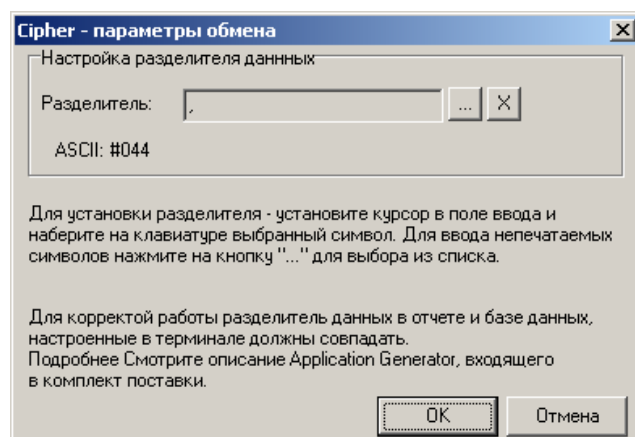 Cipher - параметры обмена
Настройка разделителя даннных
Разделитель: , ... X
ASCII: #044
Для установки разделителя - установите курсор в поле ввода и
наберите на клавиатуре выбранный символ. Для ввода непечатаемых
символов нажмите на кнопку "..." для выбора из списка.
Для корректой работы разделитель данных в отчете и базе данных,
настроенные в терминале должны совпадать.
Подробнее Смотрите описание Application Generator, входящего
в комплект поставки.
OK Отмена